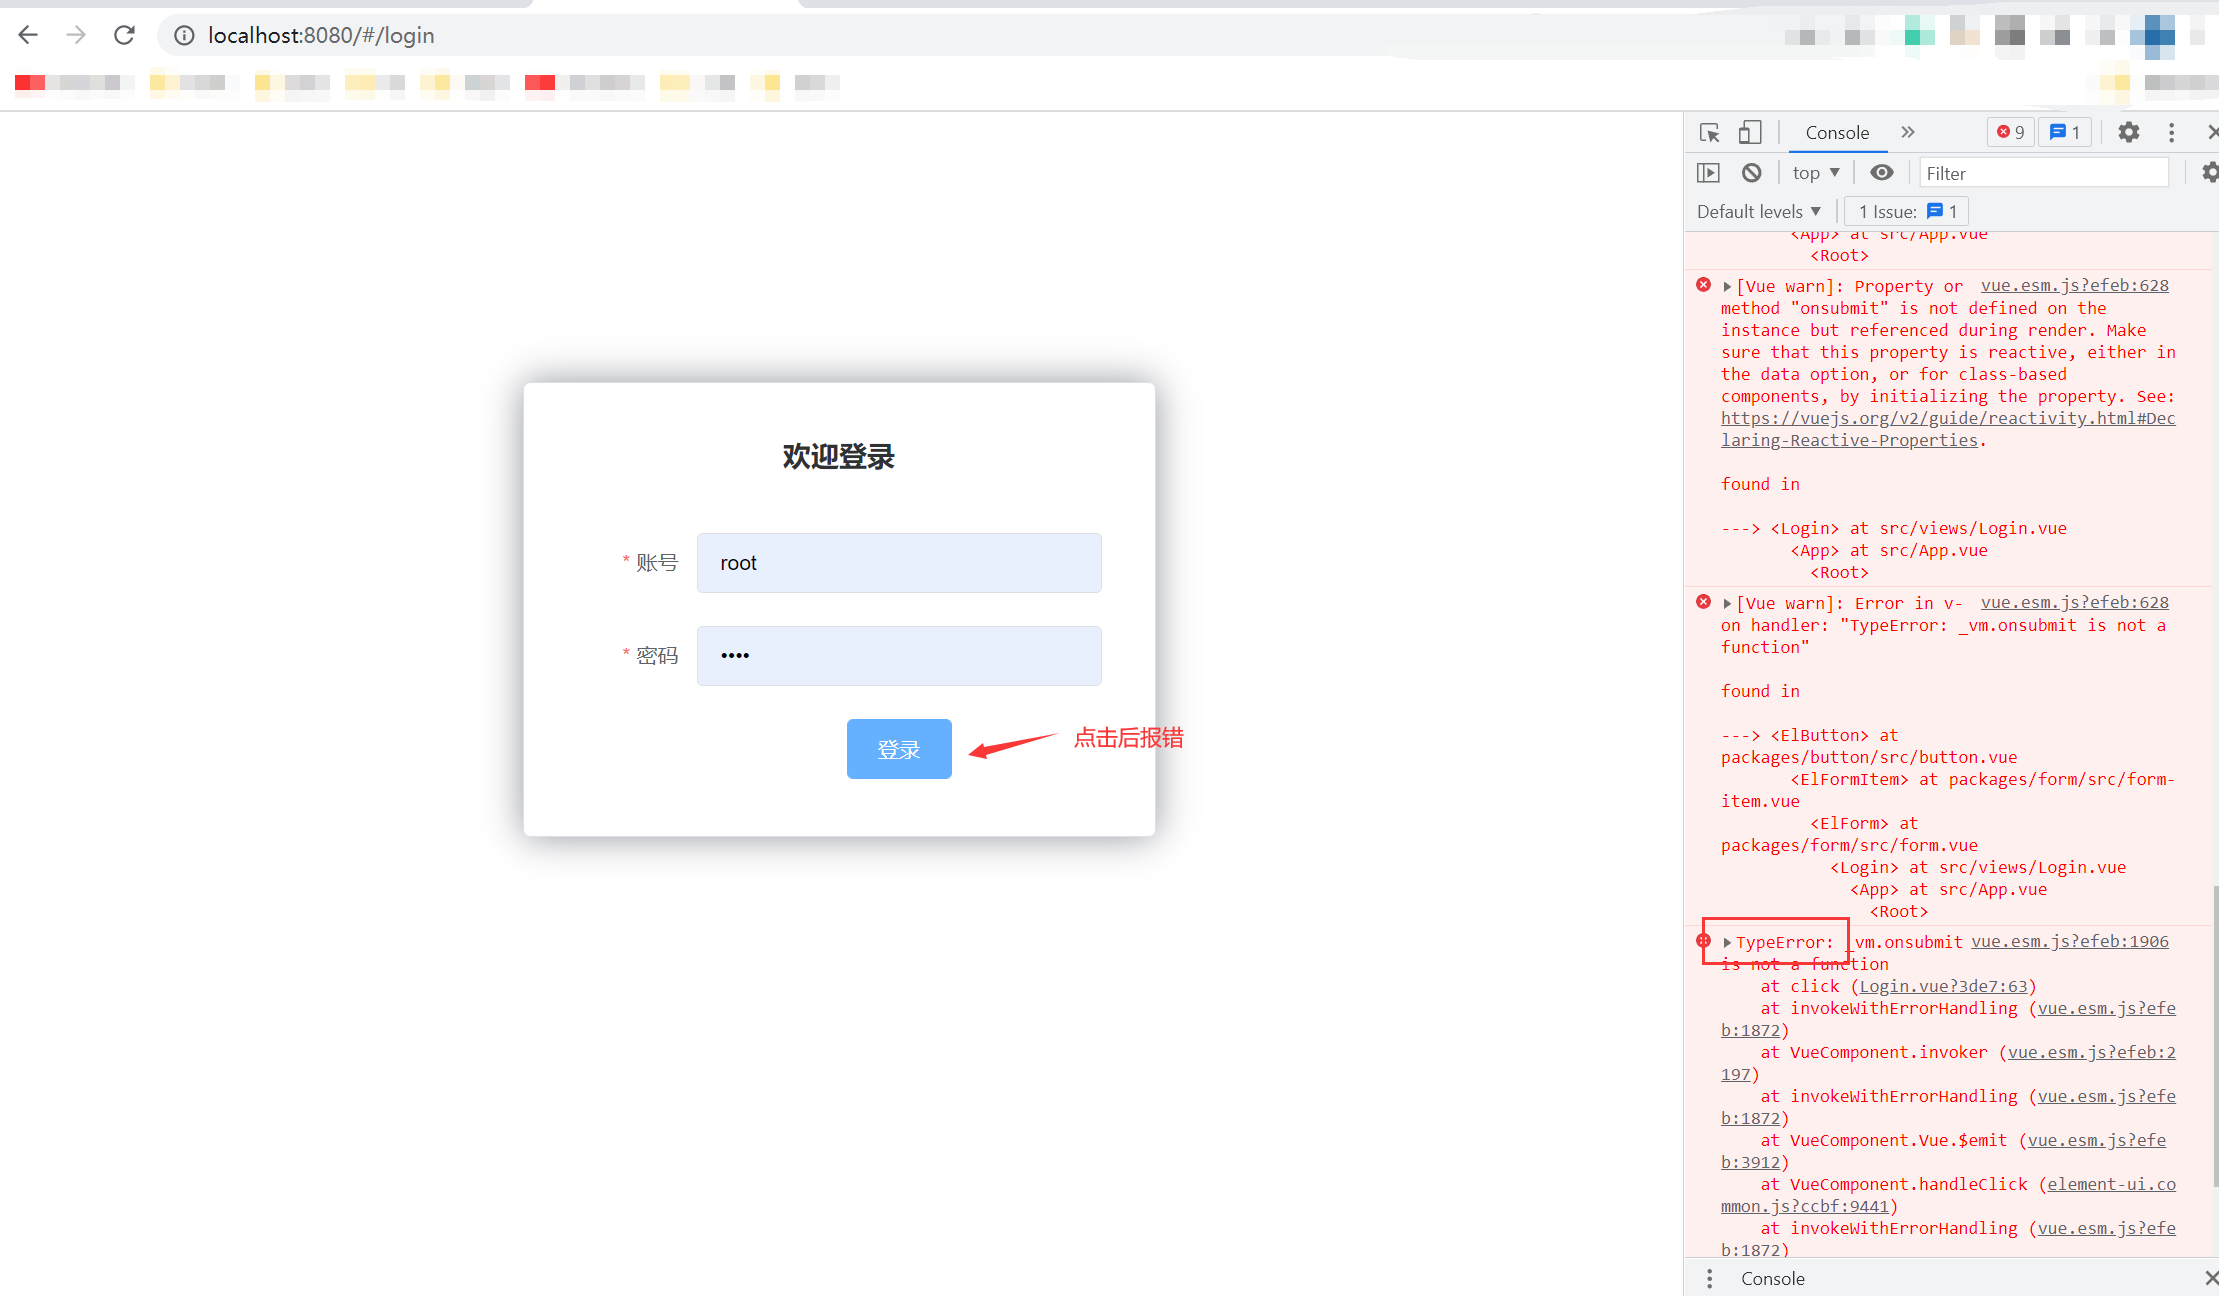 localhost:8080/#/login
Console
9
1
top
Filter
Default levels
1 Issue:
1
欢迎登录
* 账号
root
* 密码
••••
登录
点击后报错
<App> at src/App.vue
<Root>
[Vue warn]: Property or vue.esm.js?efeb:628
method "onsubmit" is not defined on the
instance but referenced during render. Make
sure that this property is reactive, either in
the data option, or for class-based
components, by initializing the property. See:
https://vuejs.org/v2/guide/reactivity.html#Dec
laring-Reactive-Properties.
found in
---> <Login> at src/views/Login.vue
<App> at src/App.vue
<Root>
[Vue warn]: Error in v- vue.esm.js?efeb:628
on handler: "TypeError: _vm.onsubmit is not a
function"
found in
---> <ElButton> at
packages/button/src/button.vue
<ElFormItem> at packages/form/src/form-
item.vue
<ElForm> at
packages/form/src/form.vue
<Login> at src/views/Login.vue
<App> at src/App.vue
<Root>
TypeError: _vm.onsubmit vue.esm.js?efeb:1906
is not a function
at click (Login.vue?3de7:63)
at invokeWithErrorHandling (vue.esm.js?efe
b:1872)
at VueComponent.invoker (vue.esm.js?efeb:2
197)
at invokeWithErrorHandling (vue.esm.js?efe
b:1872)
at VueComponent.Vue.$emit (vue.esm.js?efe
b:3912)
at VueComponent.handleClick (element-ui.co
mmon.js?ccbf:9441)
at invokeWithErrorHandling (vue.esm.js?efe
b:1872)
Console